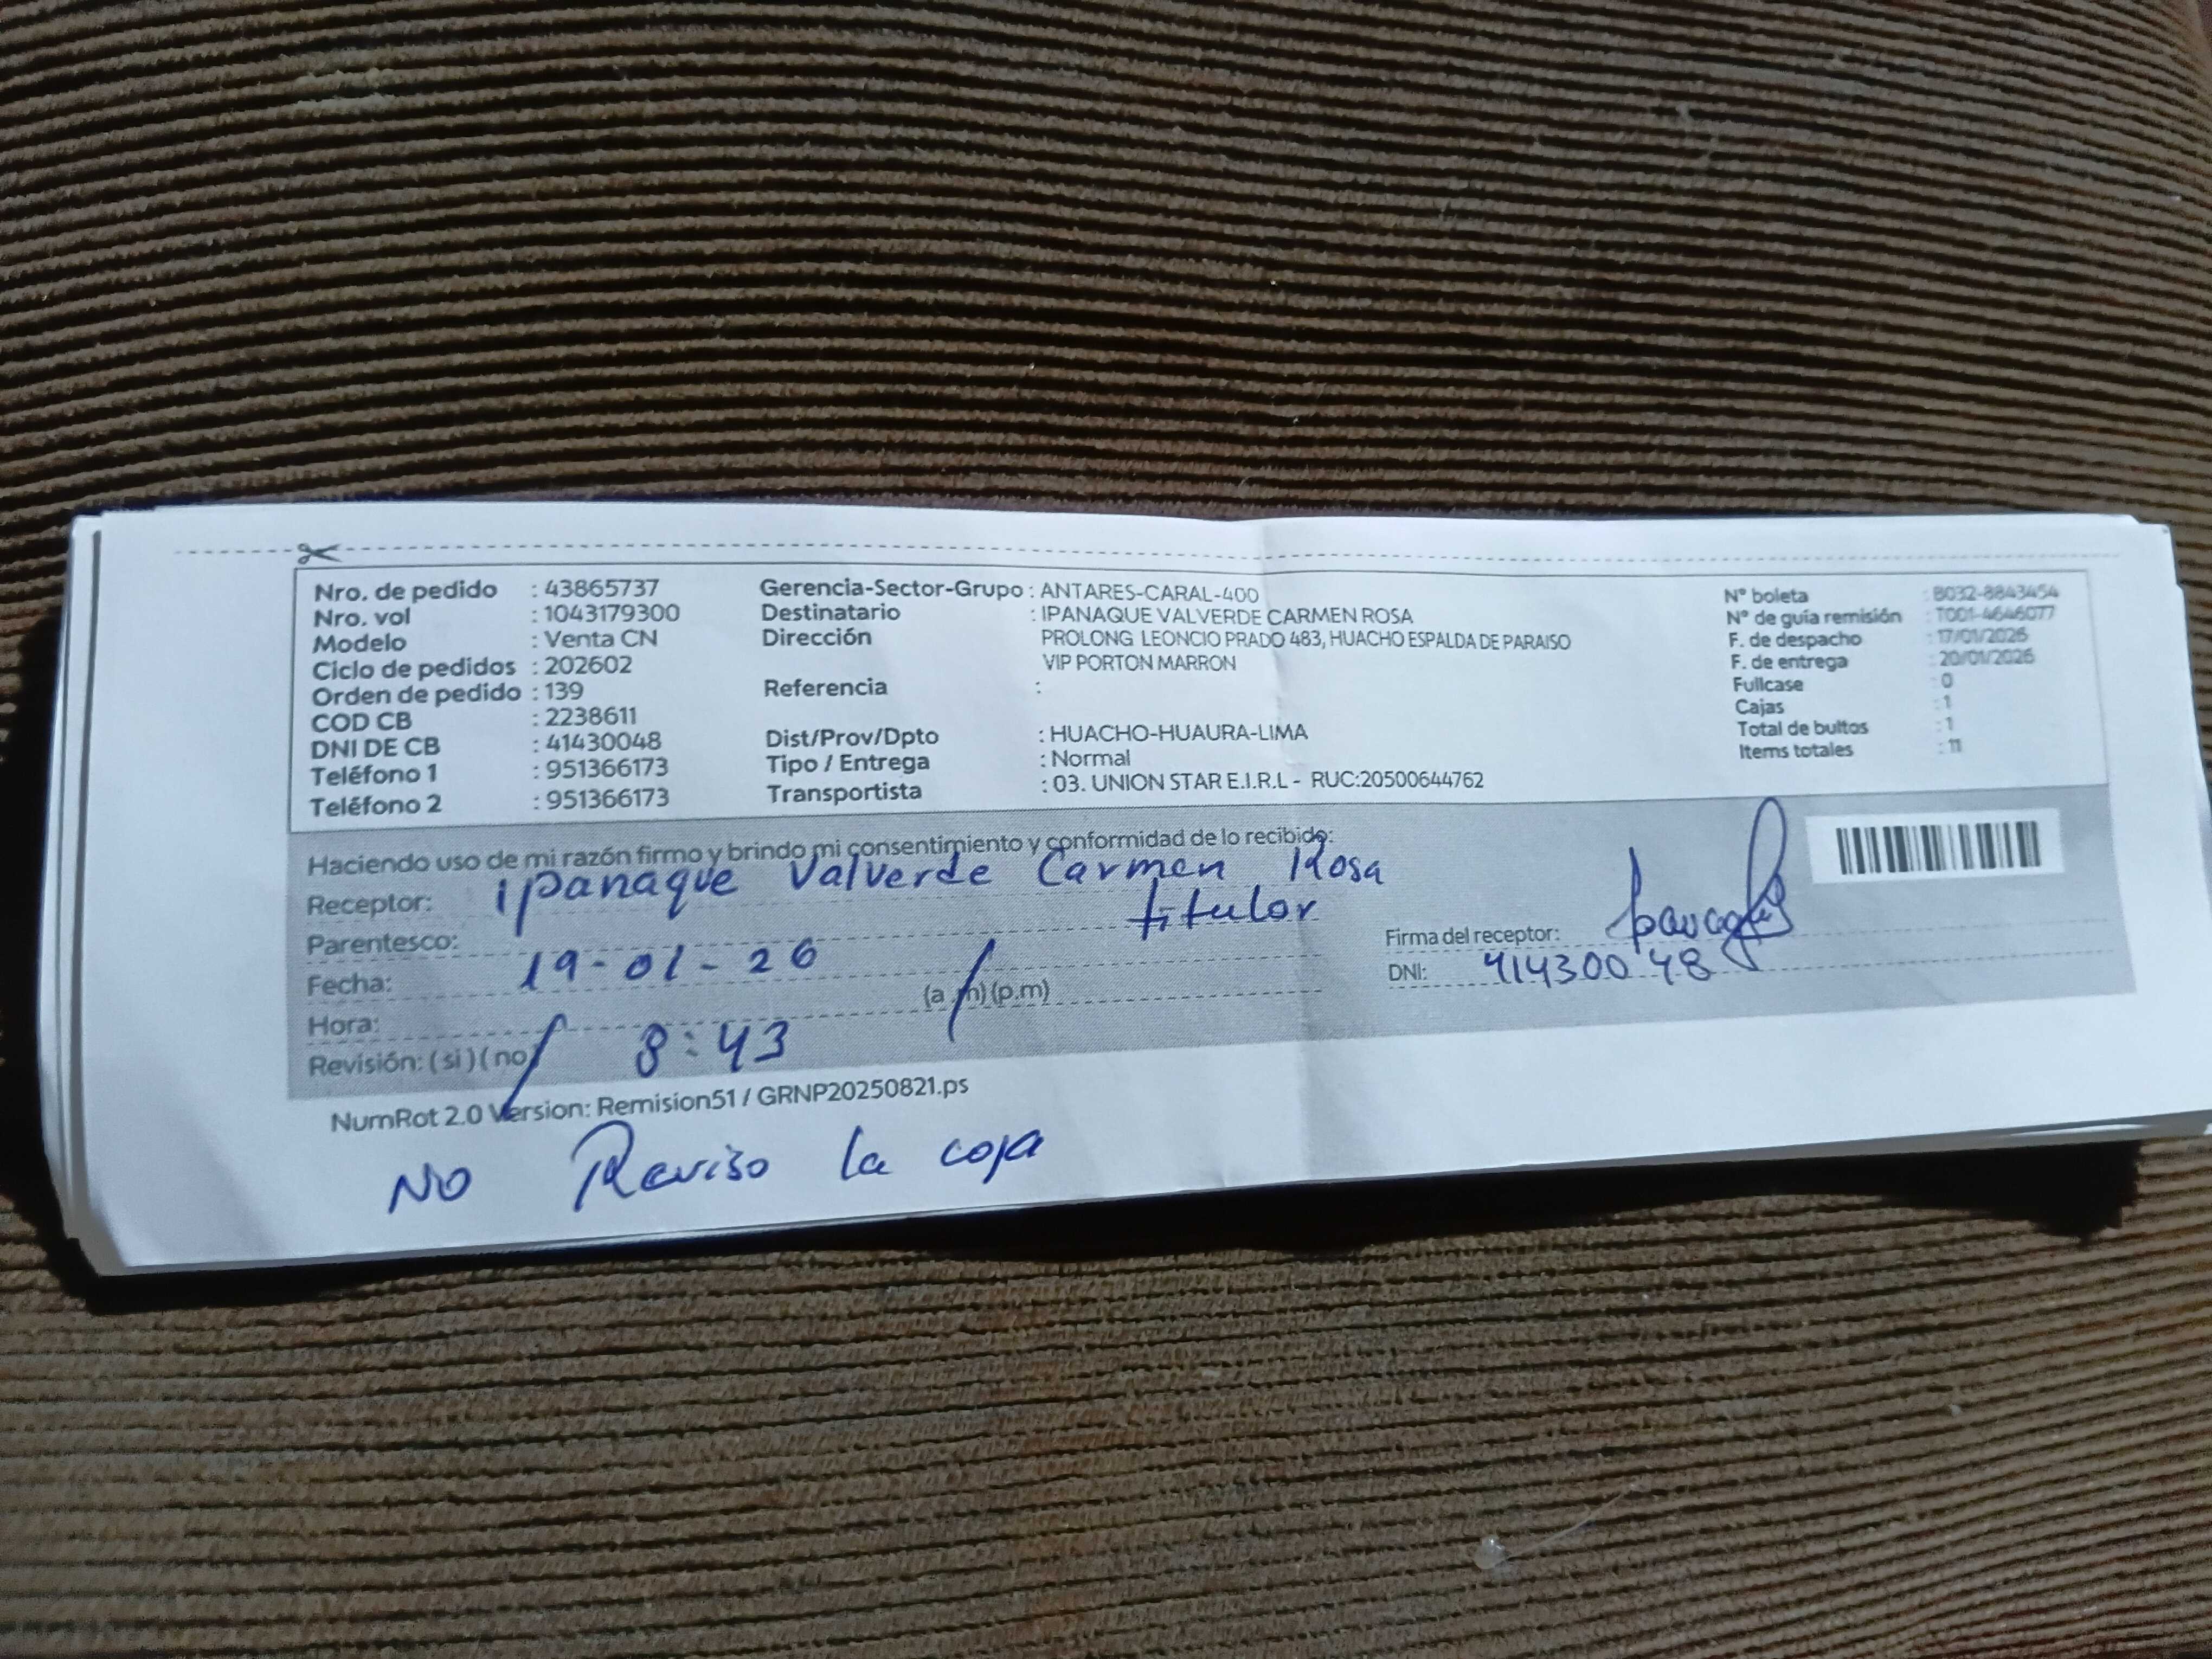 Nro. de pedido : 43865737
Nro. vol : 1043179300
Modelo : Venta CN
Ciclo de pedidos : 202602
Orden de pedido : 139
COD CB : 2238611
DNI DE CB : 41430048
Teléfono 1 : 951366173
Teléfono 2 : 951366173
Gerencia-Sector-Grupo : ANTARES-CARAL-400
Destinatario : IPANAQUE VALVERDE CARMEN ROSA
Dirección PROLONG LEONCIO PRADO 483, HUACHO ESPALDA DE PARAISO
VIP PORTON MARRON
Referencia :
Dist/Prov/Dpto : HUACHO-HUAURA-LIMA
Tipo / Entrega : Normal
Transportista : 03. UNION STAR E.I.R.L - RUC:20500644762
N° boleta : B032-8843454
N° de guía remisión : T001-4646077
F. de despacho : 17/01/2026
F. de entrega : 20/01/2026
Fullcase : 0
Cajas : 1
Total de bultos : 1
Items totales : 11
Haciendo uso de mi razón firmo y brindo mi consentimiento y conformidad de lo recibido:
Receptor: ipanaque Valverde Carmen Rosa
Parentesco: titular
Fecha: 19-01-26
Hora: 8:43 (a.m) (p.m)
Revisión: ( si ) ( no
Firma del receptor:
DNI: 41430048
NumRot 2.0 Version: Remision51 / GRNP20250821.ps
NO Reviso la caja